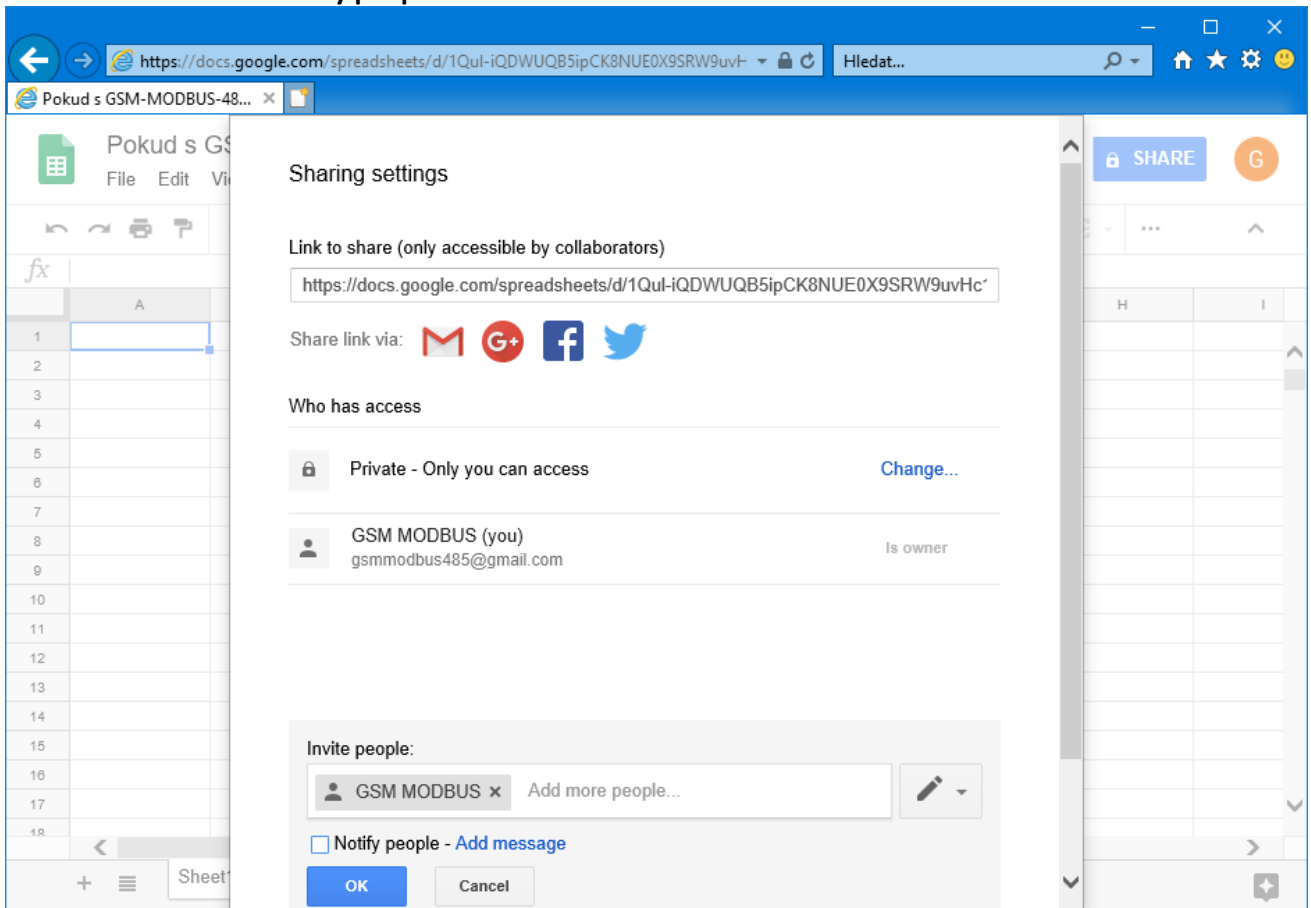 https://docs.google.com/spreadsheets/d/1QuI-iQDWUQB5ipCK8NUE0X9SRW9uvH
Hledat...
Pokud s GSM-MODBUS-48...
Pokud s GS
SHARE
G
File Edit Vi
fx
A
H
I
1
2
3
4
5
6
7
8
9
10
11
12
13
14
15
16
17
18
Sharing settings
Link to share (only accessible by collaborators)
https://docs.google.com/spreadsheets/d/1QuI-iQDWUQB5ipCK8NUE0X9SRW9uvHc
Share link via:
G+
f
Who has access
Private - Only you can access
Change...
GSM MODBUS (you)
gsmmodbus485@gmail.com
Is owner
Invite people:
GSM MODBUS × Add more people...
Notify people - Add message
OK
Cancel
Sheet